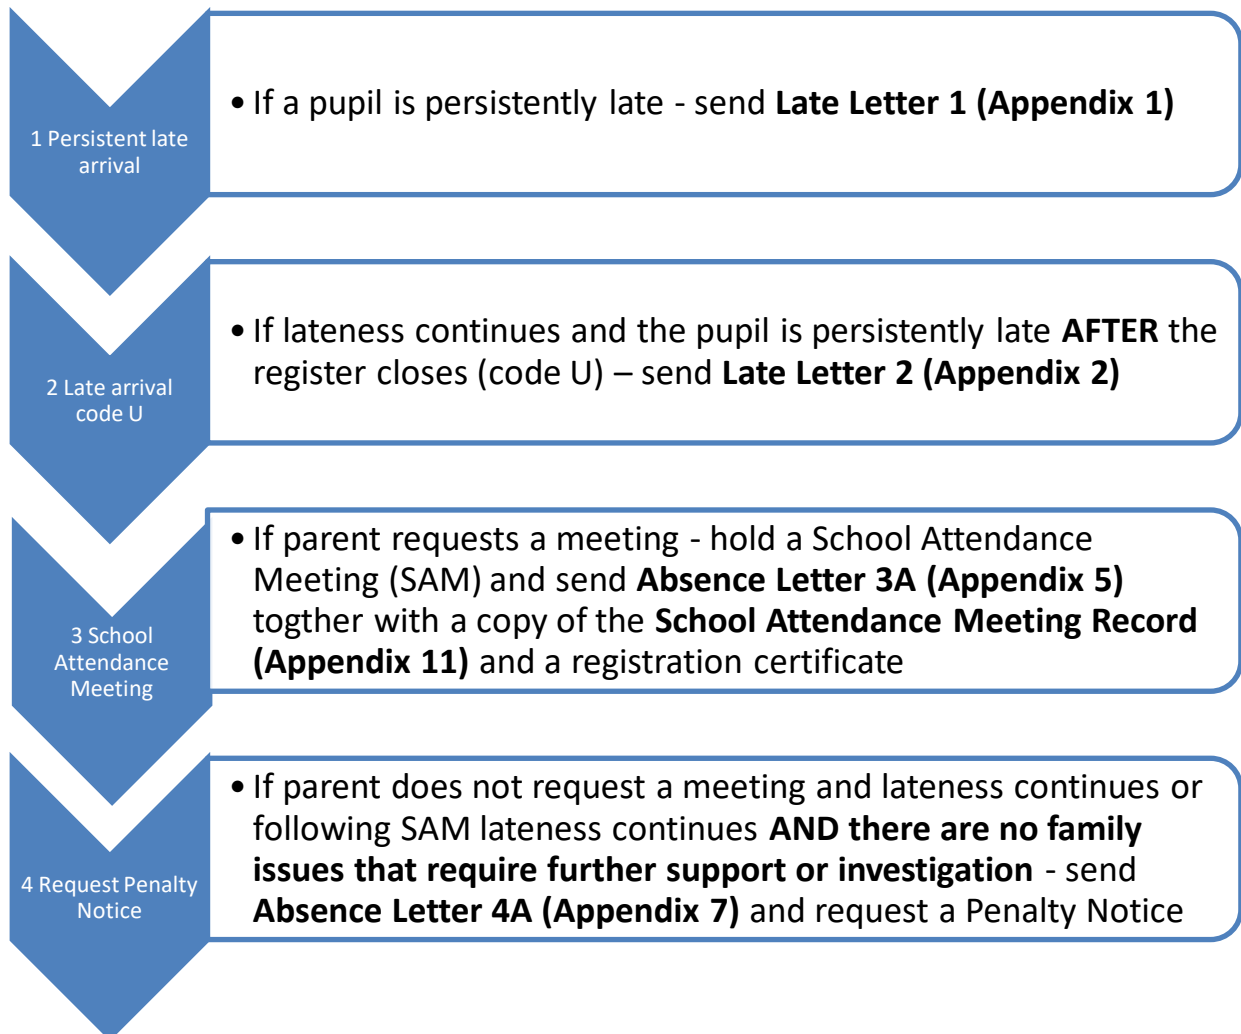 1 Persistent late
arrival
• If a pupil is persistently late - send Late Letter 1 (Appendix 1)
2 Late arrival
code U
• If lateness continues and the pupil is persistently late AFTER the
register closes (code U) – send Late Letter 2 (Appendix 2)
3 School
Attendance
Meeting
• If parent requests a meeting - hold a School Attendance
Meeting (SAM) and send Absence Letter 3A (Appendix 5)
togther with a copy of the School Attendance Meeting Record
(Appendix 11) and a registration certificate
4 Request Penalty
Notice
• If parent does not request a meeting and lateness continues or
following SAM lateness continues AND there are no family
issues that require further support or investigation - send
Absence Letter 4A (Appendix 7) and request a Penalty Notice